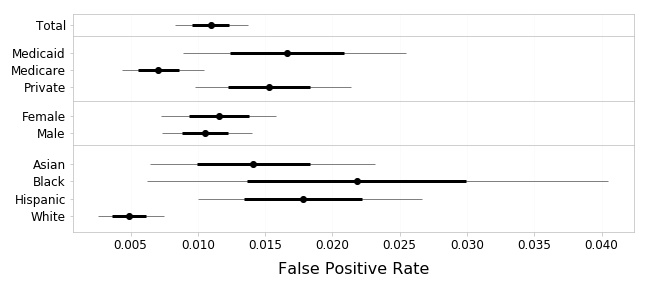 Total
Medicaid
Medicare
Private
Female
Male
Asian
Black
Hispanic
White
0.005 0.010 0.015 0.020 0.025 0.030 0.035 0.040
False Positive Rate